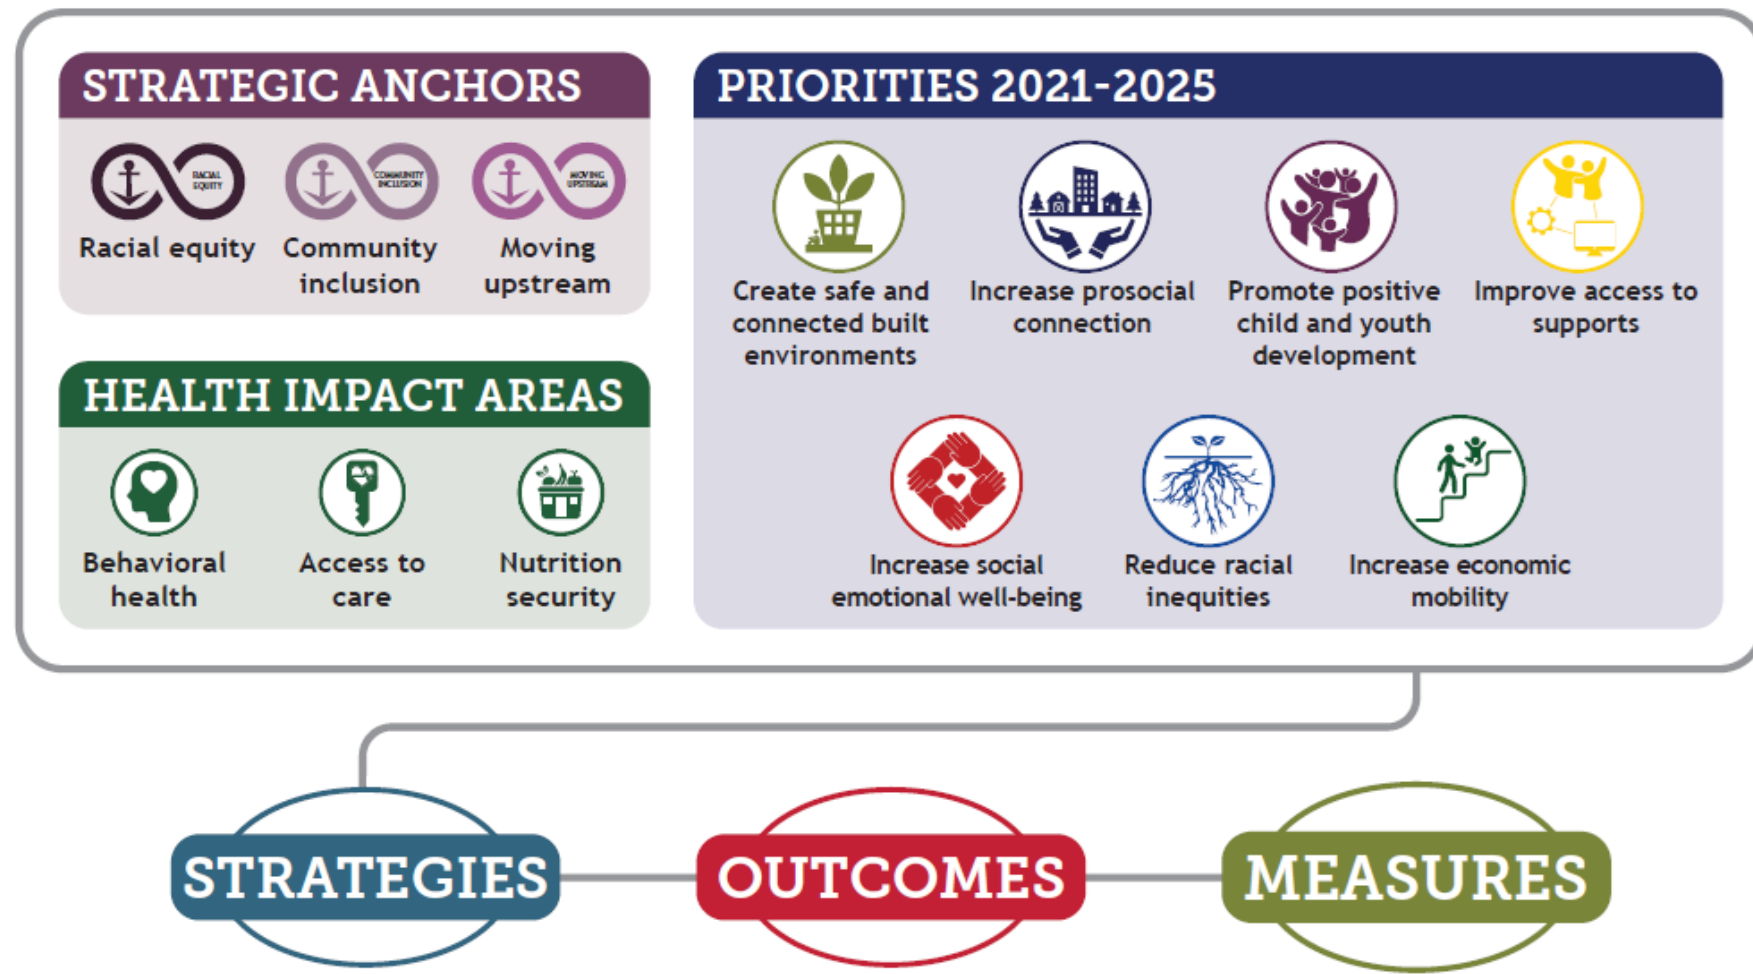 STRATEGIC ANCHORS
RACIAL
EQUITY
COMMUNITY
INCLUSION
MOVING
UPSTREAM
Racial equity
Community
inclusion
Moving
upstream
HEALTH IMPACT AREAS
Behavioral
health
Access to
care
Nutrition
security
PRIORITIES 2021-2025
Create safe and
connected built
environments
Increase prosocial
connection
Promote positive
child and youth
development
Improve access to
supports
Increase social
emotional well-being
Reduce racial
inequities
Increase economic
mobility
STRATEGIES
OUTCOMES
MEASURES